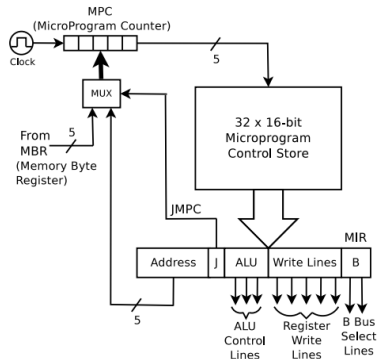 MPC
(MicroProgram Counter)
Clock
5
MUX
From
MBR
(Memory Byte
Register)
5
32 x 16-bit
Microprogram
Control Store
JMPC
MIR
Address
J
ALU
Write Lines
B
5
ALU
Control
Lines
Register
Write
Lines
B Bus
Select
Lines